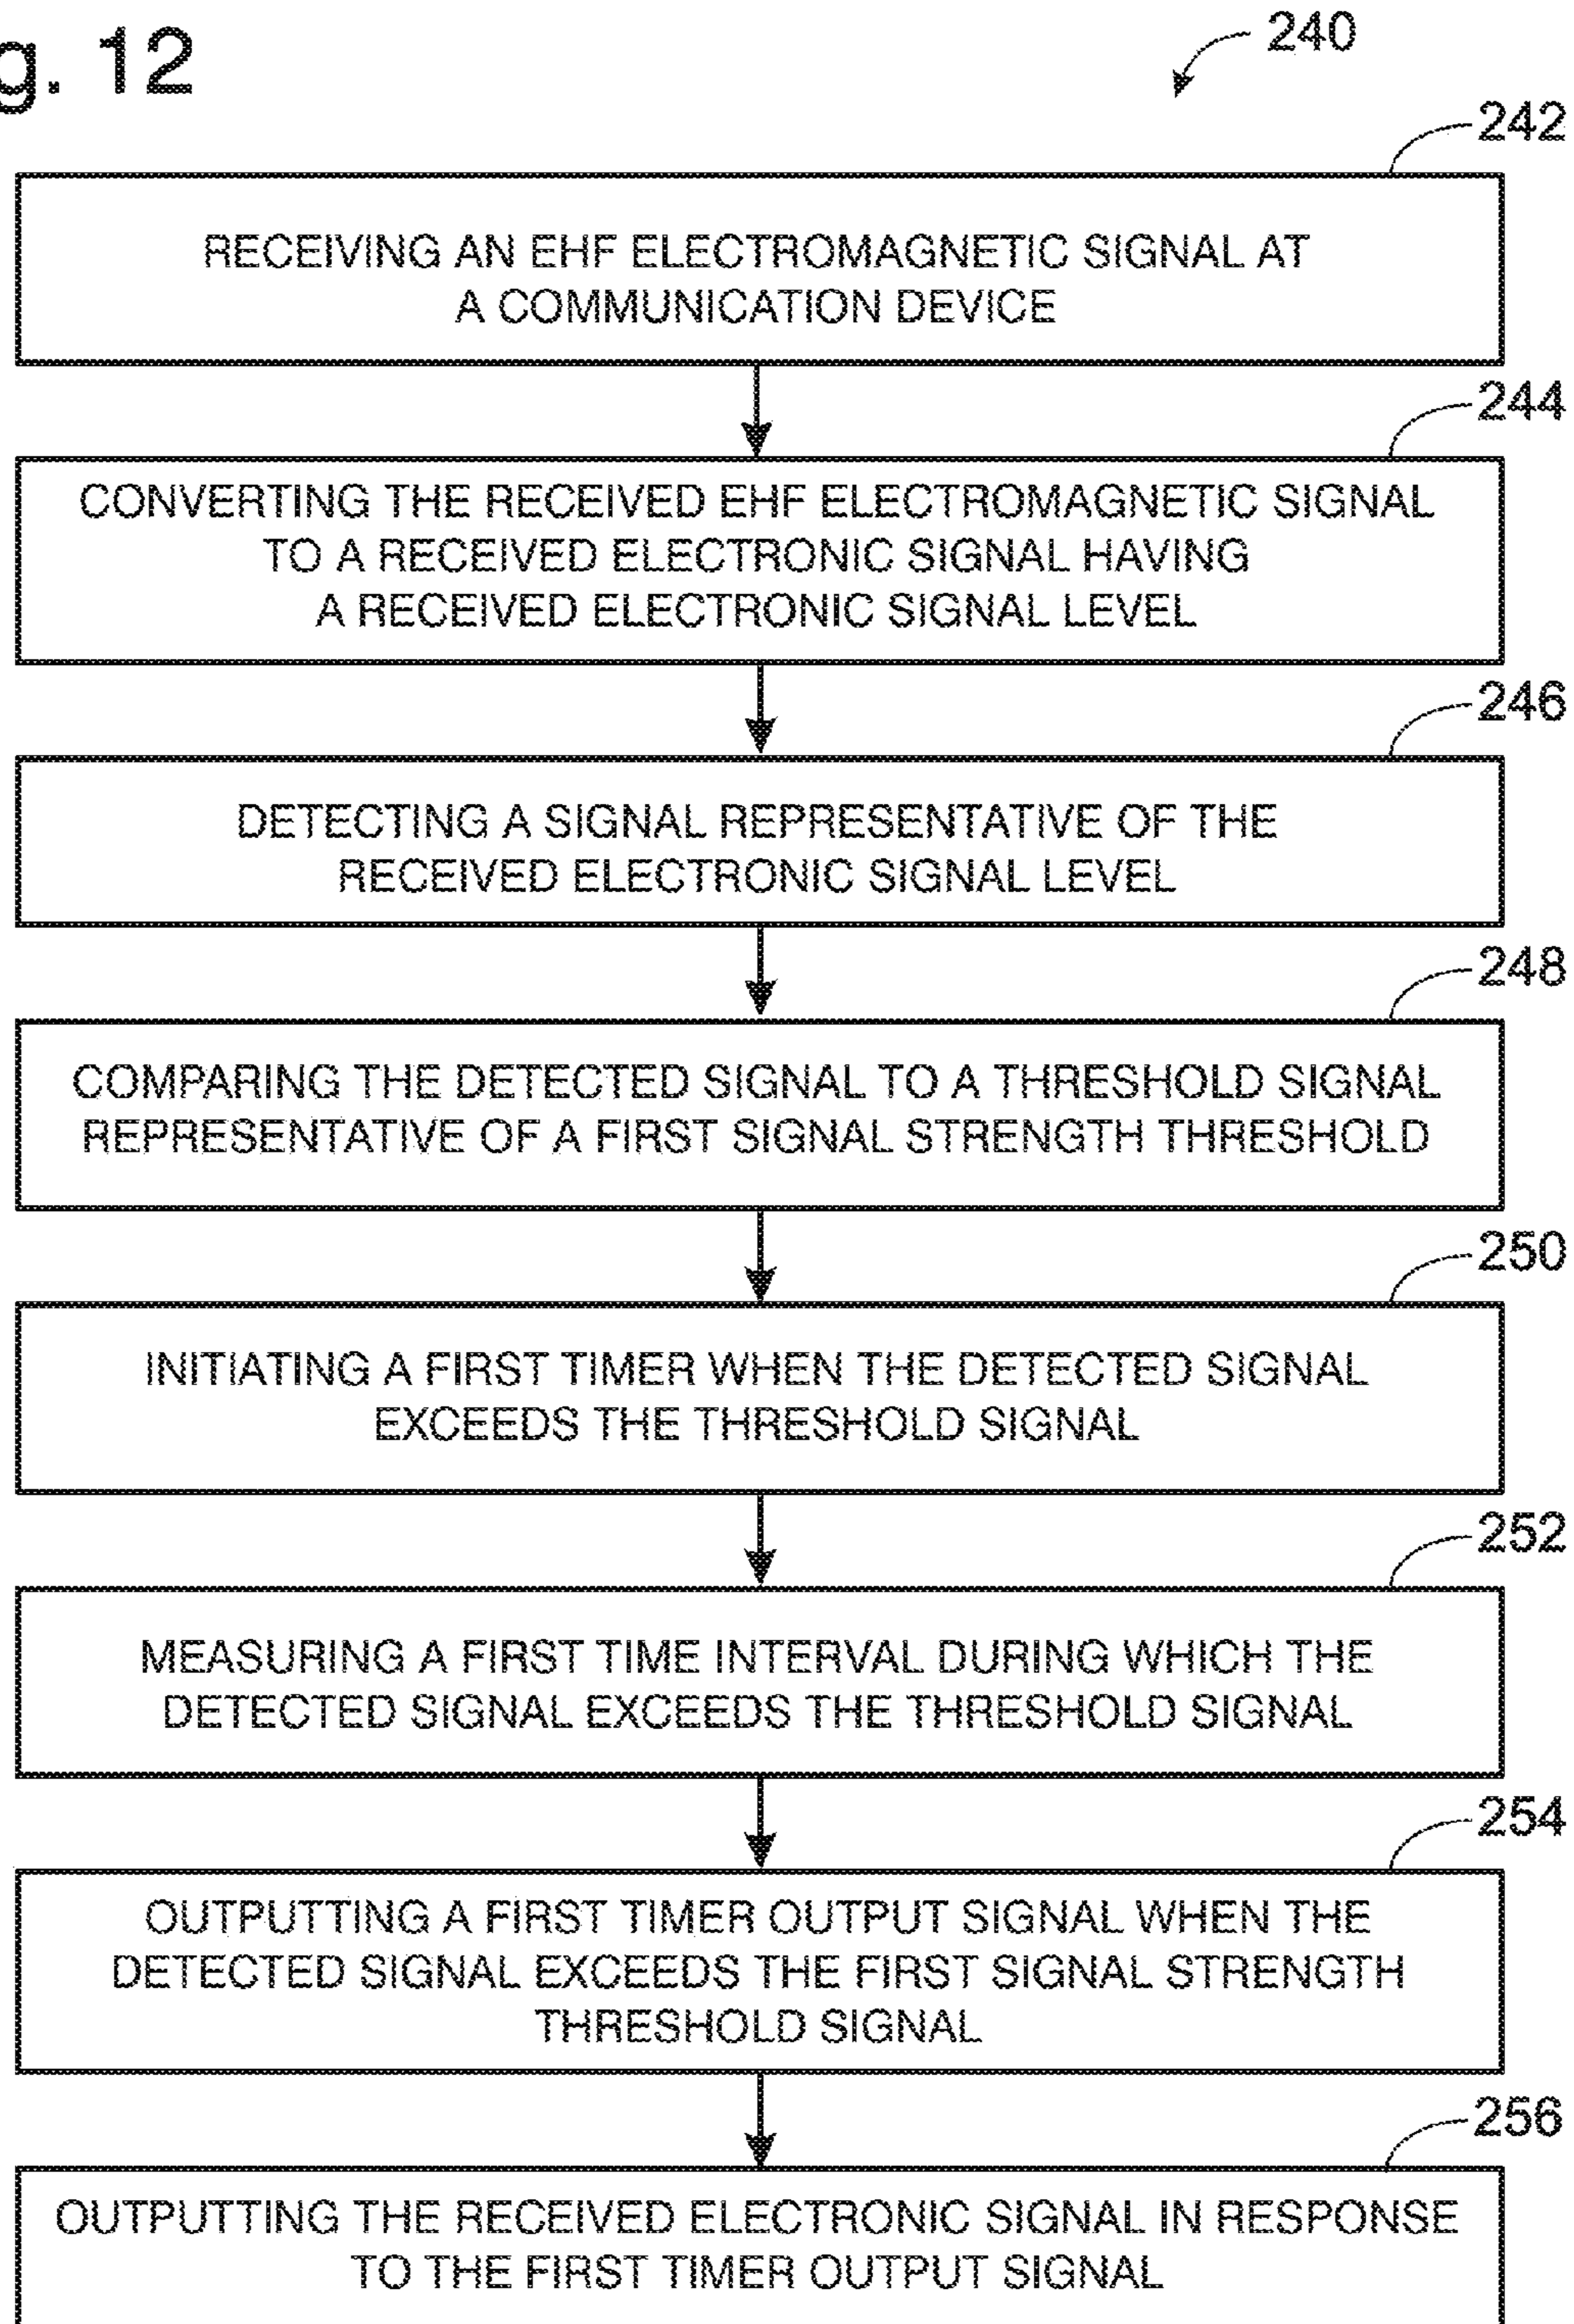 g. 12
240
242
RECEIVING AN EHF ELECTROMAGNETIC SIGNAL AT
A COMMUNICATION DEVICE
244
CONVERTING THE RECEIVED EHF ELECTROMAGNETIC SIGNAL
TO A RECEIVED ELECTRONIC SIGNAL HAVING
A RECEIVED ELECTRONIC SIGNAL LEVEL
246
DETECTING A SIGNAL REPRESENTATIVE OF THE
RECEIVED ELECTRONIC SIGNAL LEVEL
248
COMPARING THE DETECTED SIGNAL TO A THRESHOLD SIGNAL
REPRESENTATIVE OF A FIRST SIGNAL STRENGTH THRESHOLD
250
INITIATING A FIRST TIMER WHEN THE DETECTED SIGNAL
EXCEEDS THE THRESHOLD SIGNAL
252
MEASURING A FIRST TIME INTERVAL DURING WHICH THE
DETECTED SIGNAL EXCEEDS THE THRESHOLD SIGNAL
254
OUTPUTTING A FIRST TIMER OUTPUT SIGNAL WHEN THE
DETECTED SIGNAL EXCEEDS THE FIRST SIGNAL STRENGTH
THRESHOLD SIGNAL
256
OUTPUTTING THE RECEIVED ELECTRONIC SIGNAL IN RESPONSE
TO THE FIRST TIMER OUTPUT SIGNAL